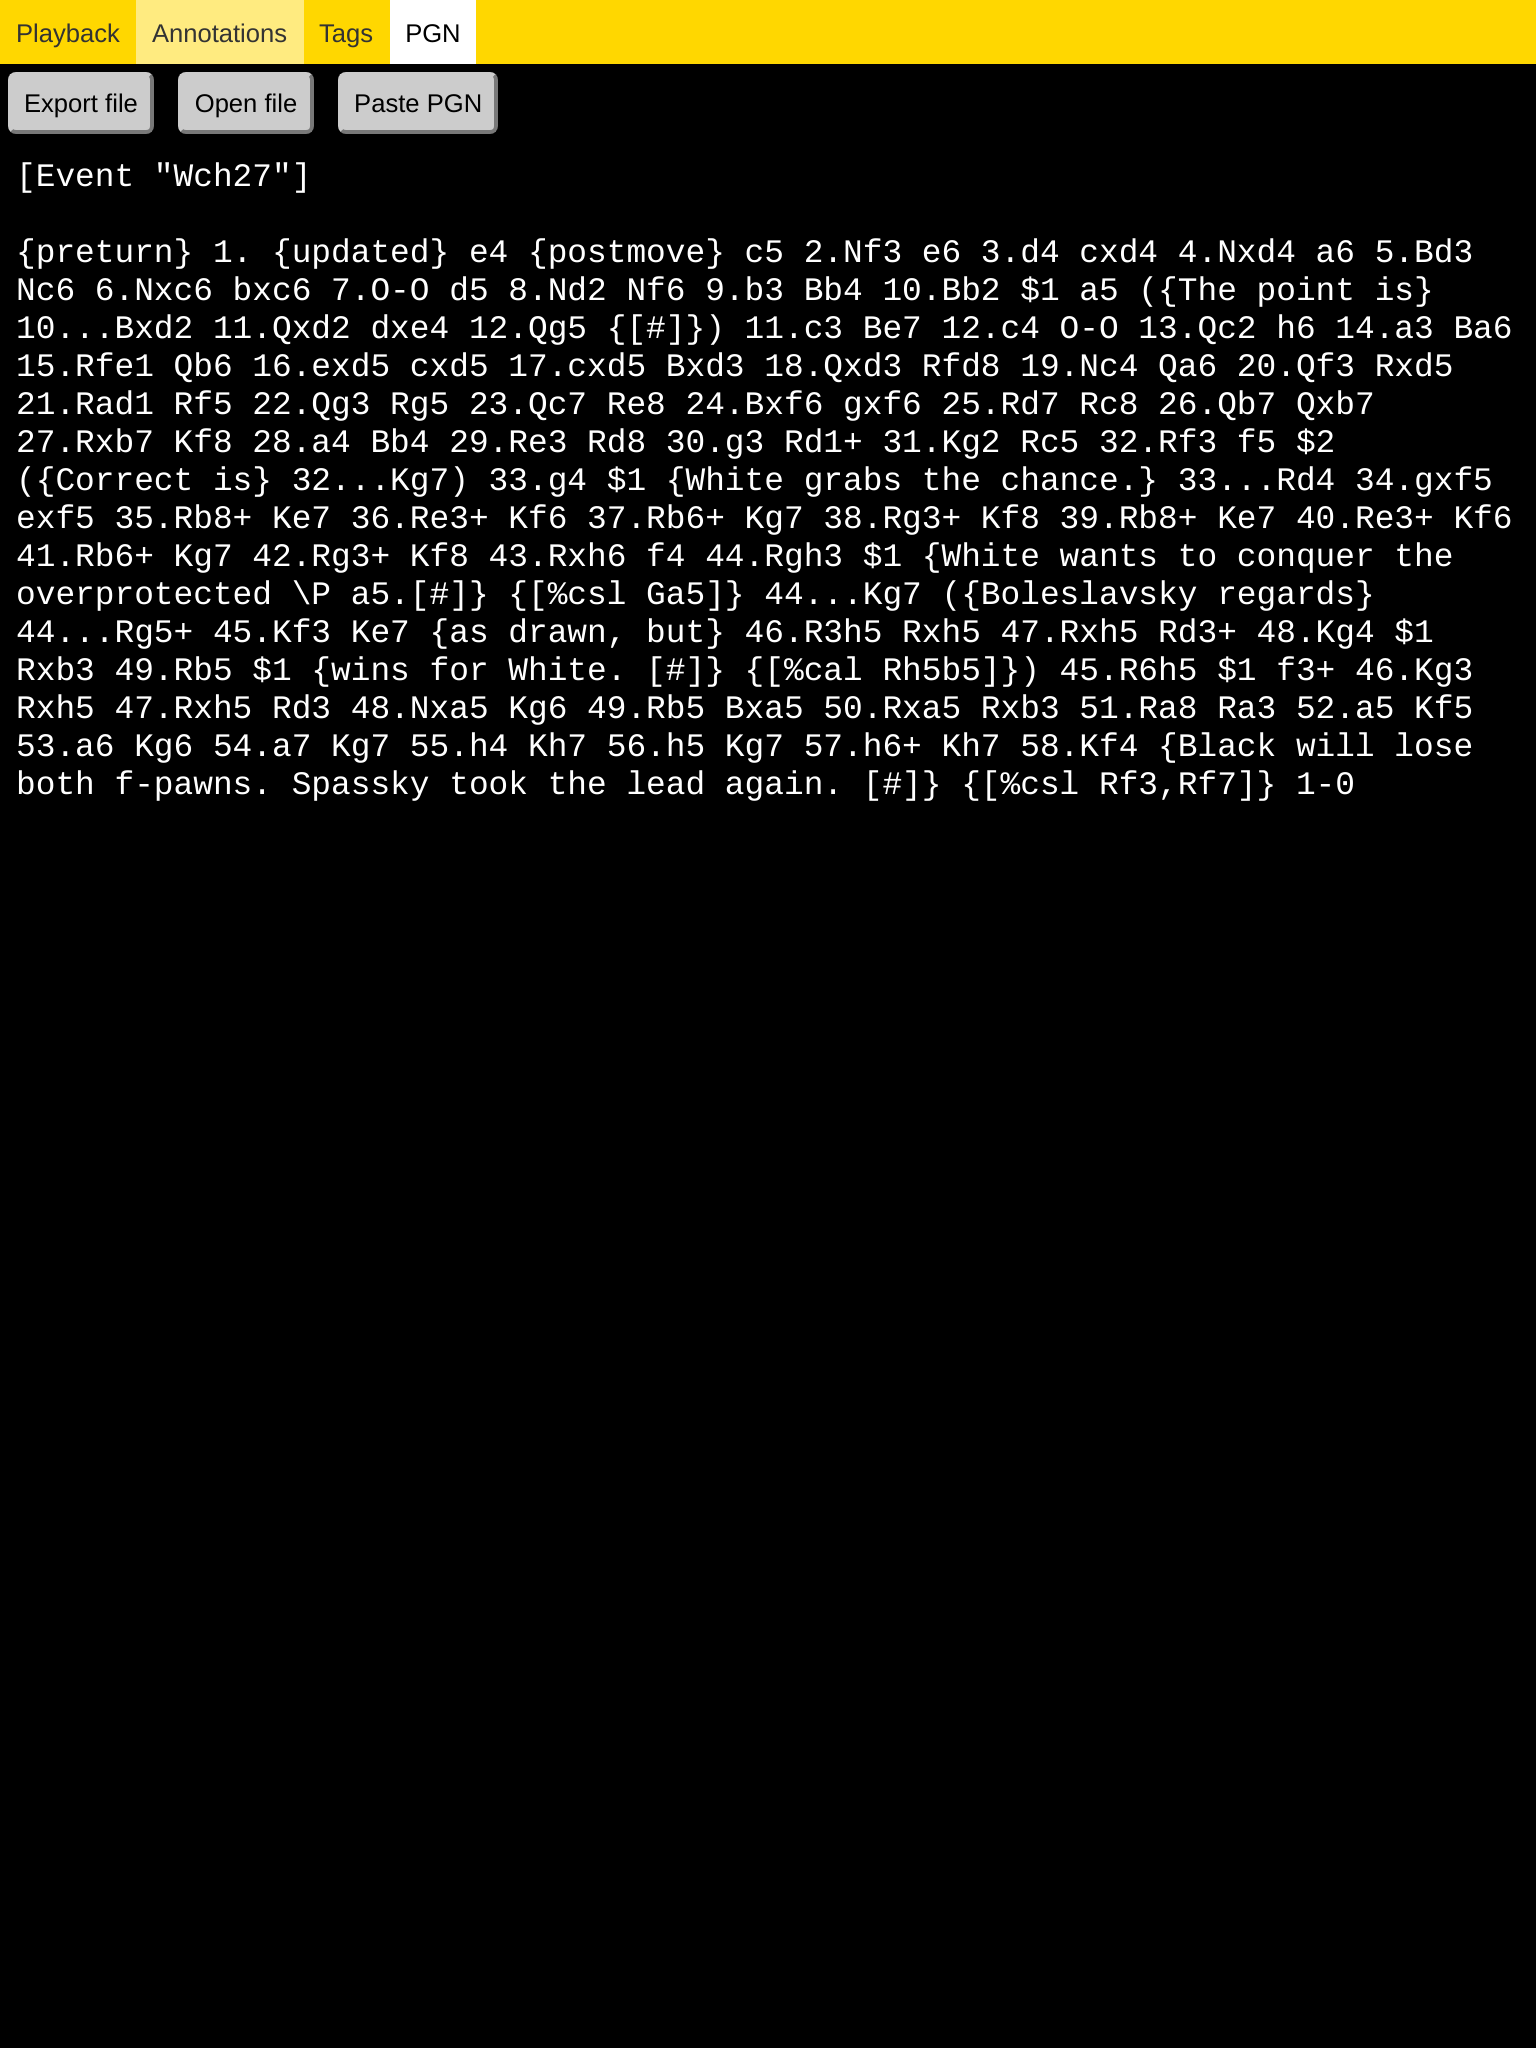 Playback Annotations Tags PGN
Export file Open file Paste PGN
[Event "Wch27"]
{preturn} 1. {updated} e4 {postmove} c5 2.Nf3 e6 3.d4 cxd4 4.Nxd4 a6 5.Bd3
Nc6 6.Nxc6 bxc6 7.O-O d5 8.Nd2 Nf6 9.b3 Bb4 10.Bb2 $1 a5 ({The point is}
10...Bxd2 11.Qxd2 dxe4 12.Qg5 {[#]}) 11.c3 Be7 12.c4 O-O 13.Qc2 h6 14.a3 Ba6
15.Rfe1 Qb6 16.exd5 cxd5 17.cxd5 Bxd3 18.Qxd3 Rfd8 19.Nc4 Qa6 20.Qf3 Rxd5
21.Rad1 Rf5 22.Qg3 Rg5 23.Qc7 Re8 24.Bxf6 gxf6 25.Rd7 Rc8 26.Qb7 Qxb7
27.Rxb7 Kf8 28.a4 Bb4 29.Re3 Rd8 30.g3 Rd1+ 31.Kg2 Rc5 32.Rf3 f5 $2
({Correct is} 32...Kg7) 33.g4 $1 {White grabs the chance.} 33...Rd4 34.gxf5
exf5 35.Rb8+ Ke7 36.Re3+ Kf6 37.Rb6+ Kg7 38.Rg3+ Kf8 39.Rb8+ Ke7 40.Re3+ Kf6
41.Rb6+ Kg7 42.Rg3+ Kf8 43.Rxh6 f4 44.Rgh3 $1 {White wants to conquer the
overprotected \P a5.[#]} {[%csl Ga5]} 44...Kg7 ({Boleslavsky regards}
44...Rg5+ 45.Kf3 Ke7 {as drawn, but} 46.R3h5 Rxh5 47.Rxh5 Rd3+ 48.Kg4 $1
Rxb3 49.Rb5 $1 {wins for White. [#]} {[%cal Rh5b5]}) 45.R6h5 $1 f3+ 46.Kg3
Rxh5 47.Rxh5 Rd3 48.Nxa5 Kg6 49.Rb5 Bxa5 50.Rxa5 Rxb3 51.Ra8 Ra3 52.a5 Kf5
53.a6 Kg6 54.a7 Kg7 55.h4 Kh7 56.h5 Kg7 57.h6+ Kh7 58.Kf4 {Black will lose
both f-pawns. Spassky took the lead again. [#]} {[%csl Rf3,Rf7]} 1-0